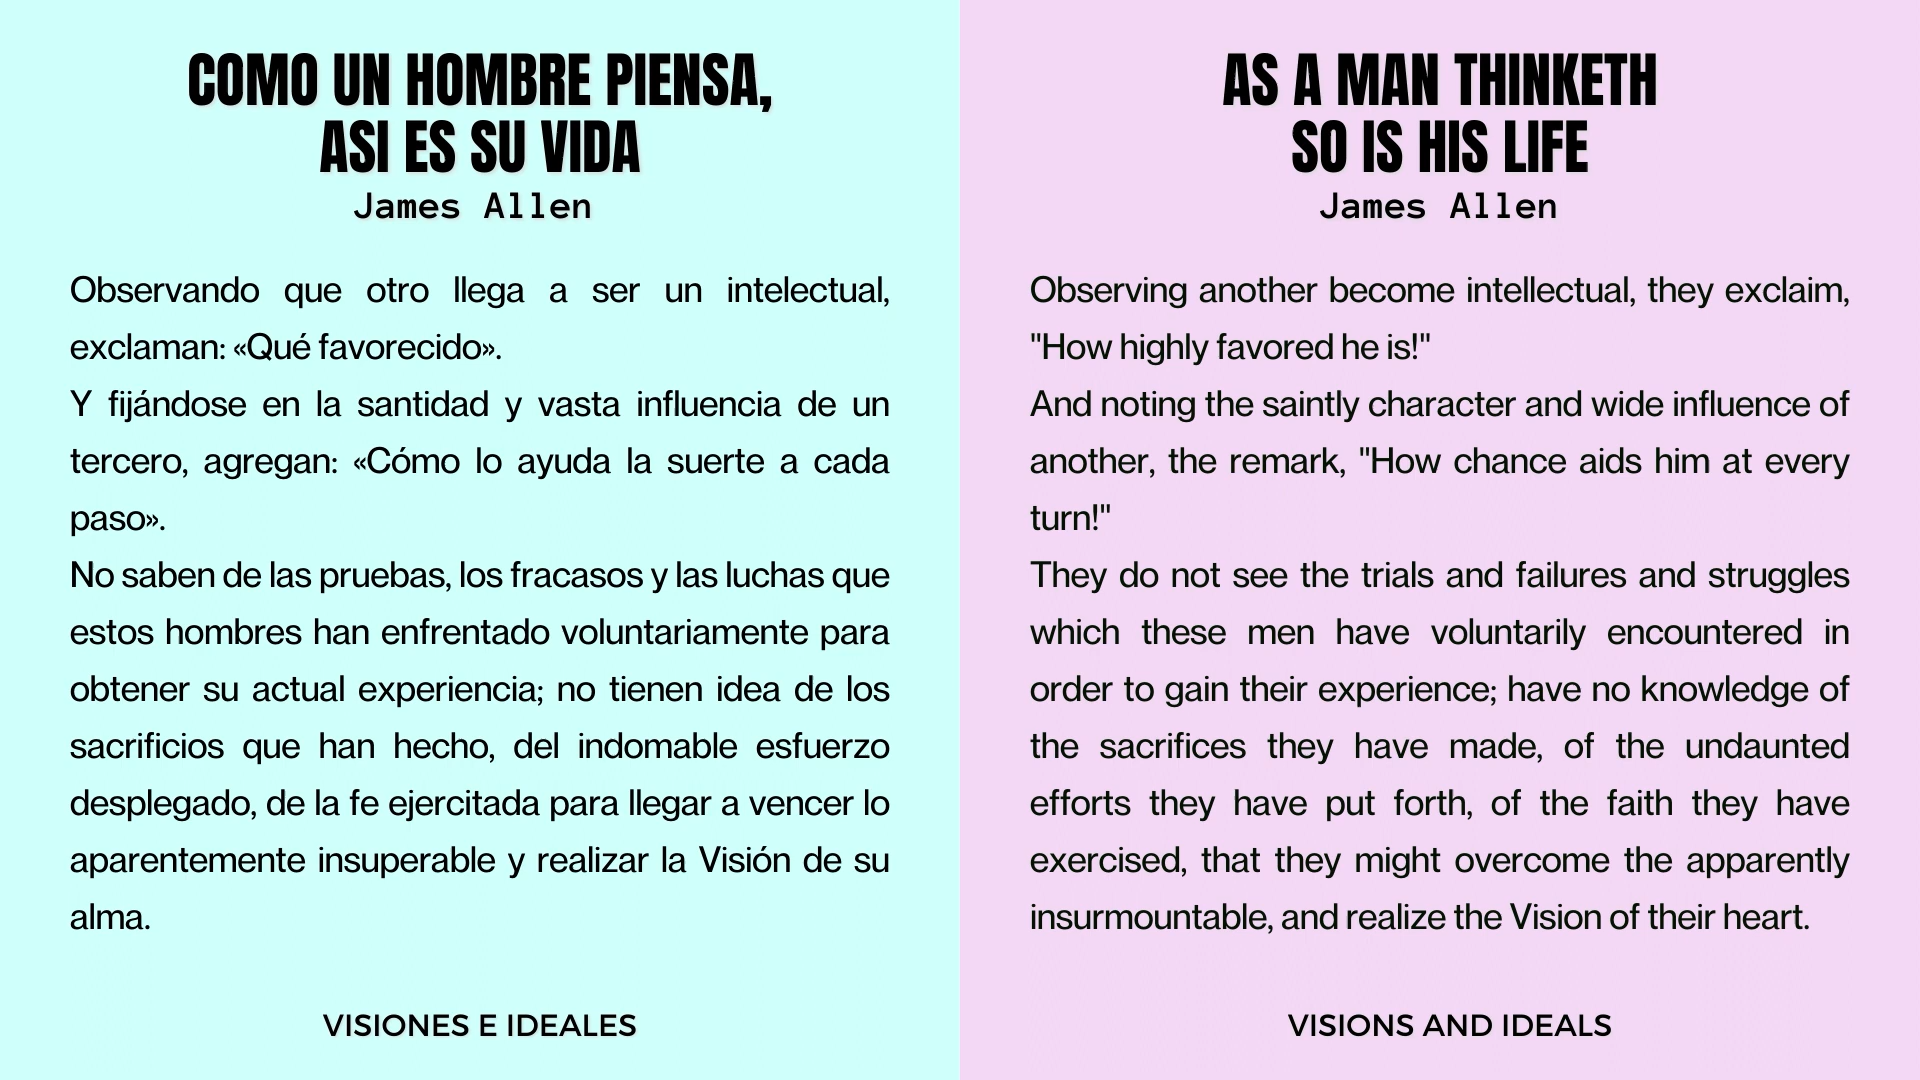 COMO UN HOMBRE PIENSA,
ASI ES SU VIDA
James Allen
Observando que otro llega a ser un intelectual,
exclaman: «Qué favorecido».
Y fijándose en la santidad y vasta influencia de un
tercero, agregan: «Cómo lo ayuda la suerte a cada
paso».
No saben de las pruebas, los fracasos y las luchas que
estos hombres han enfrentado voluntariamente para
obtener su actual experiencia; no tienen idea de los
sacrificios que han hecho, del indomable esfuerzo
desplegado, de la fe ejercitada para llegar a vencer lo
aparentemente insuperable y realizar la Visión de su
alma.
VISIONES E IDEALES
AS A MAN THINKETH
SO IS HIS LIFE
James Allen
Observing another become intellectual, they exclaim,
"How highly favored he is!"
And noting the saintly character and wide influence of
another, the remark, "How chance aids him at every
turn!"
They do not see the trials and failures and struggles
which these men have voluntarily encountered in
order to gain their experience; have no knowledge of
the sacrifices they have made, of the undaunted
efforts they have put forth, of the faith they have
exercised, that they might overcome the apparently
insurmountable, and realize the Vision of their heart.
VISIONS AND IDEALS